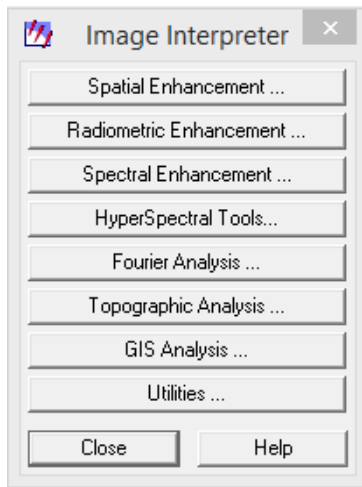 Image Interpreter
Spatial Enhancement ...
Radiometric Enhancement ...
Spectral Enhancement ...
HyperSpectral Tools...
Fourier Analysis ...
Topographic Analysis ...
GIS Analysis ...
Utilities ...
Close Help